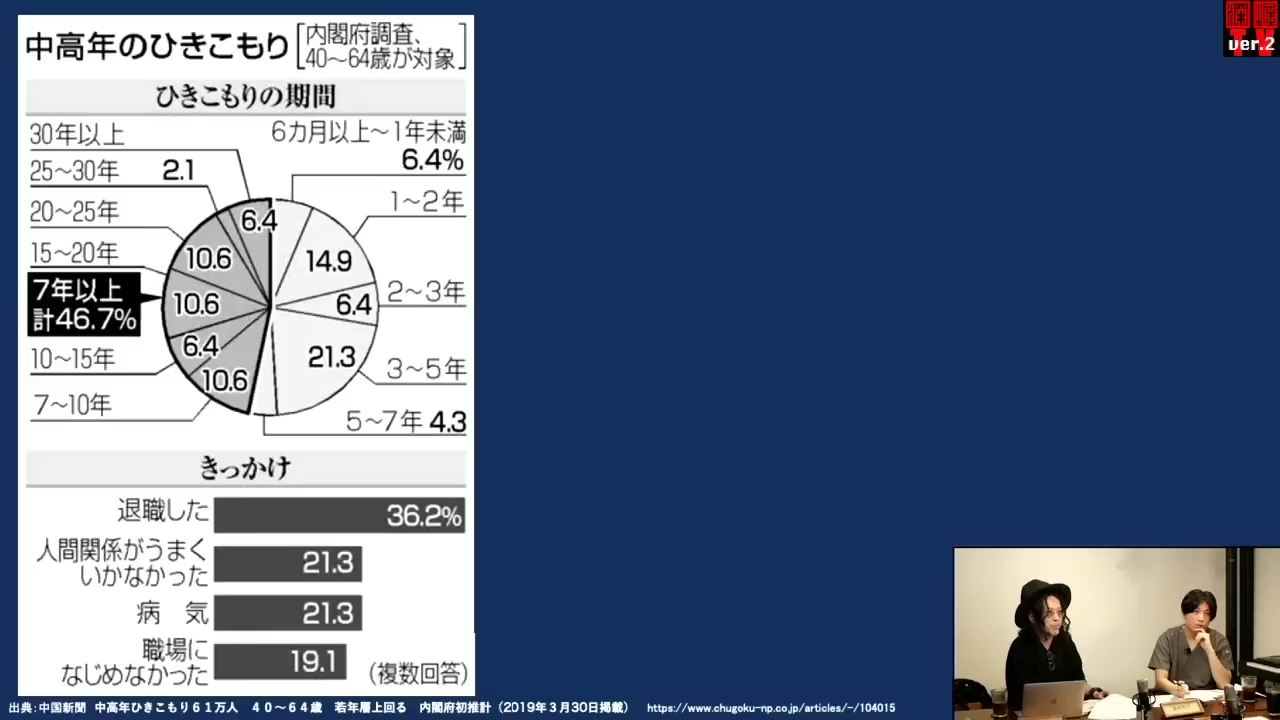 中高年のひきこもり
内閣府調査、
40〜64歳が対象
ひきこもりの期間
30年以上
6カ月以上〜1年未満
6.4%
25〜30年 2.1
1〜2年
20〜25年
6.4
15〜20年
10.6
14.9
7年以上
計46.7%
2〜3年
10.6
6.4
10〜15年
6.4
21.3
3〜5年
7〜10年
10.6
5〜7年 4.3
きっかけ
退職した
36.2%
人間関係がうまく
いかなかった
21.3
病 気
21.3
職場に
なじめなかった
19.1
(複数回答)
ver.2
TV
出典:中国新聞 中高年ひきこもり61万人 40〜64歳 若年層上回る 内閣府初推計(2019年3月30日掲載) https://www.chugoku-np.co.jp/articles/-/104015